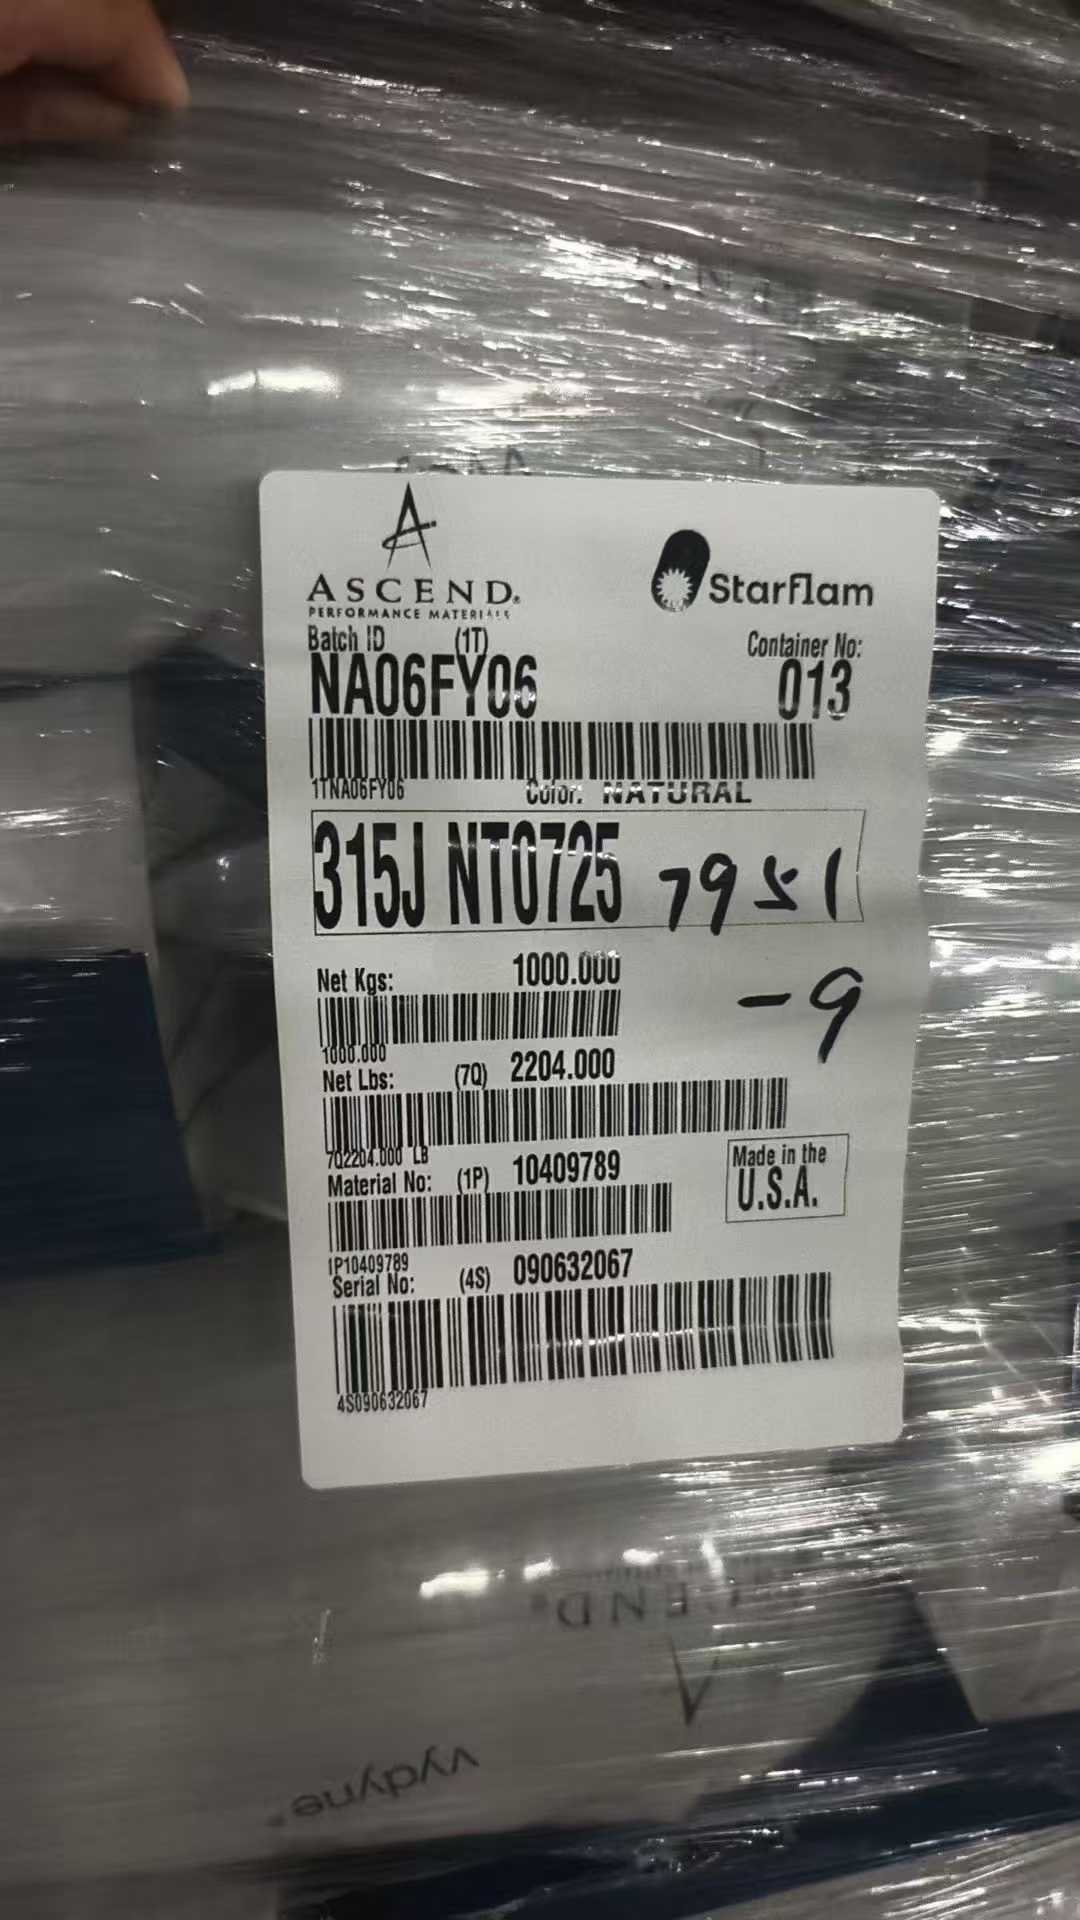 ASCEND®
PERFORMANCE MATERIALS
Starflam
Batch ID (1T)
Container No:
NA06FY06
013
1TNA06FY06
Color: NATURAL
315J NT0725 7951
-9
Net Kgs: 1000.000
1000.000
Net Lbs: (7Q) 2204.000
7Q2204.000 LB
Material No: (1P) 10409789
Made in the
U.S.A.
1P10409789
Serial No: (4S) 090632067
4S090632067
ASCEND®
vydyne®